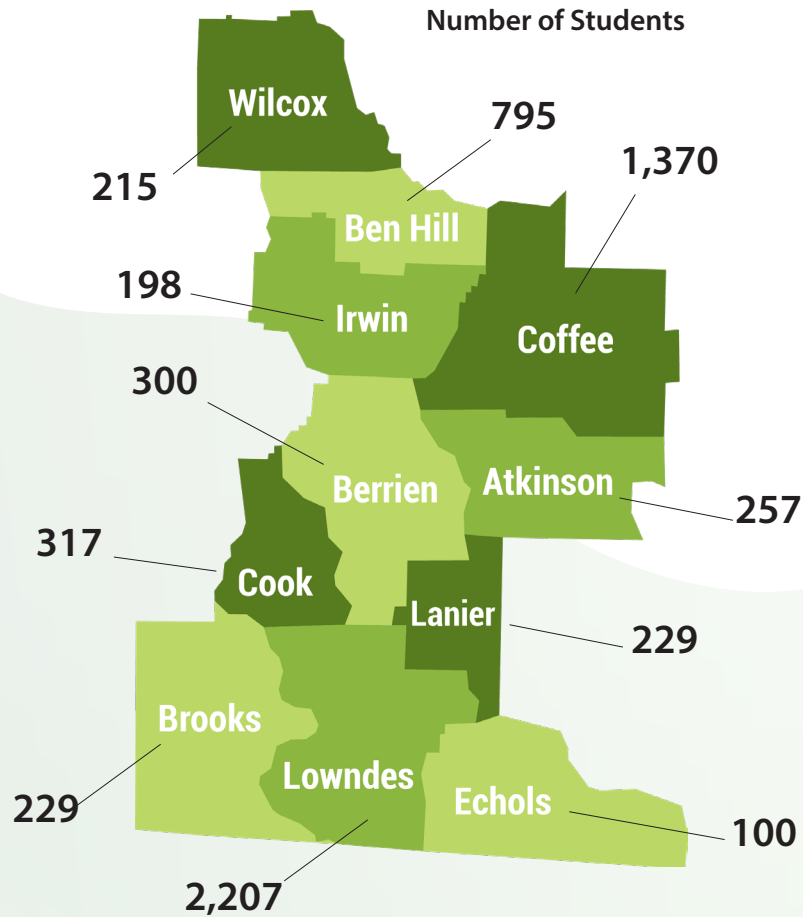 Number of Students
Wilcox
795
1,370
215
Ben Hill
198
Irwin
Coffee
300
Berrien
Atkinson
257
317
Cook
Lanier
229
Brooks
Lowndes
Echols
229
100
2,207